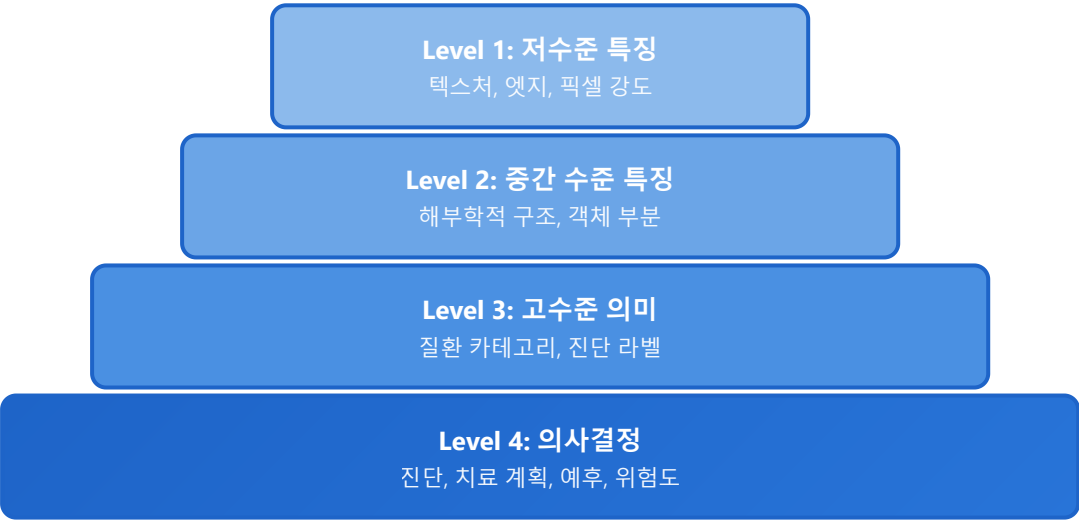 Level 1: 저수준 특징
텍스처, 엣지, 픽셀 강도
Level 2: 중간 수준 특징
해부학적 구조, 객체 부분
Level 3: 고수준 의미
질환 카테고리, 진단 라벨
Level 4: 의사결정
진단, 치료 계획, 예후, 위험도